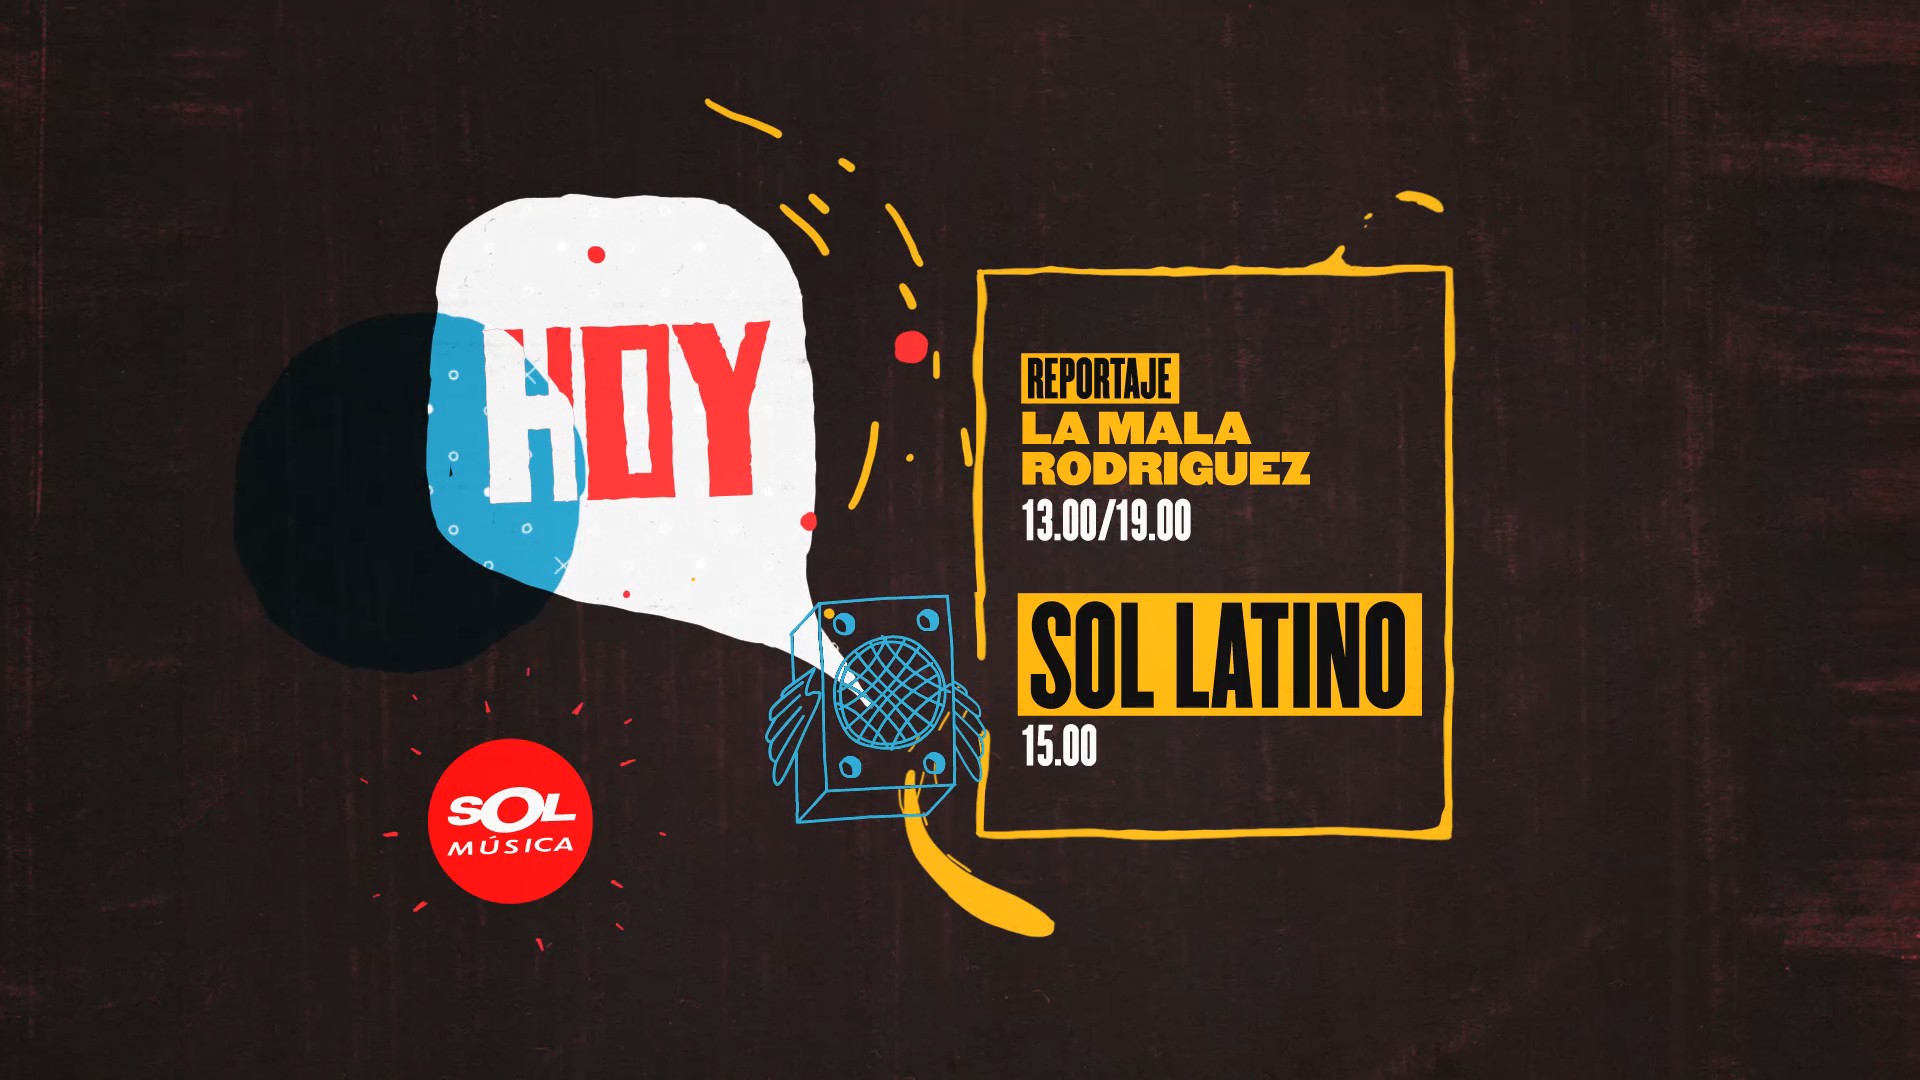 HOY
REPORTAJE
LA MALA
RODRIGUEZ
13.00/19.00
SOL LATINO
15.00
SOL
MÚSICA